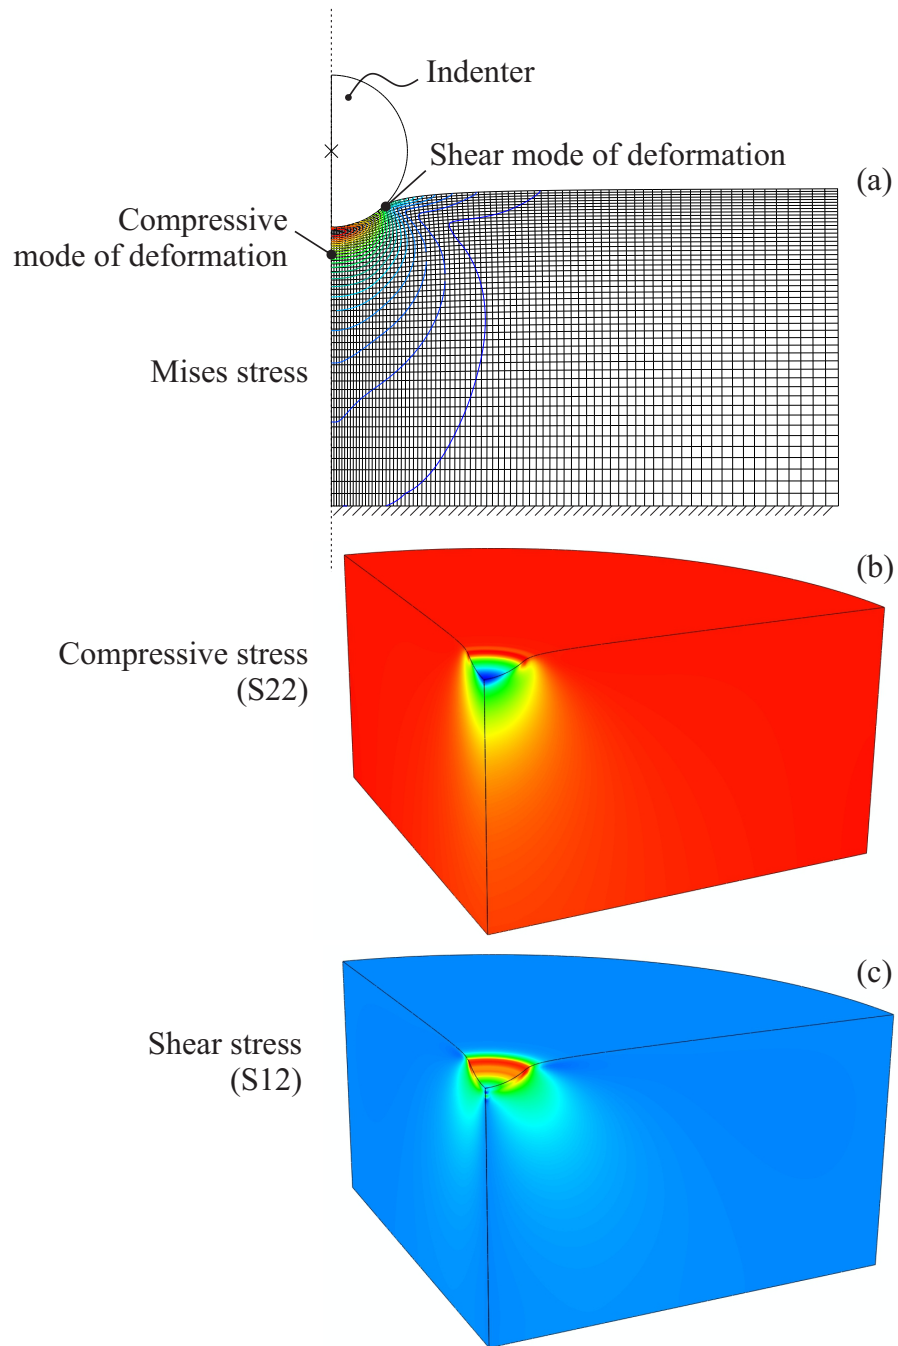 Indenter
Shear mode of deformation
(a)
Compressive
mode of deformation
Mises stress
(b)
Compressive stress
(S22)
(c)
Shear stress
(S12)